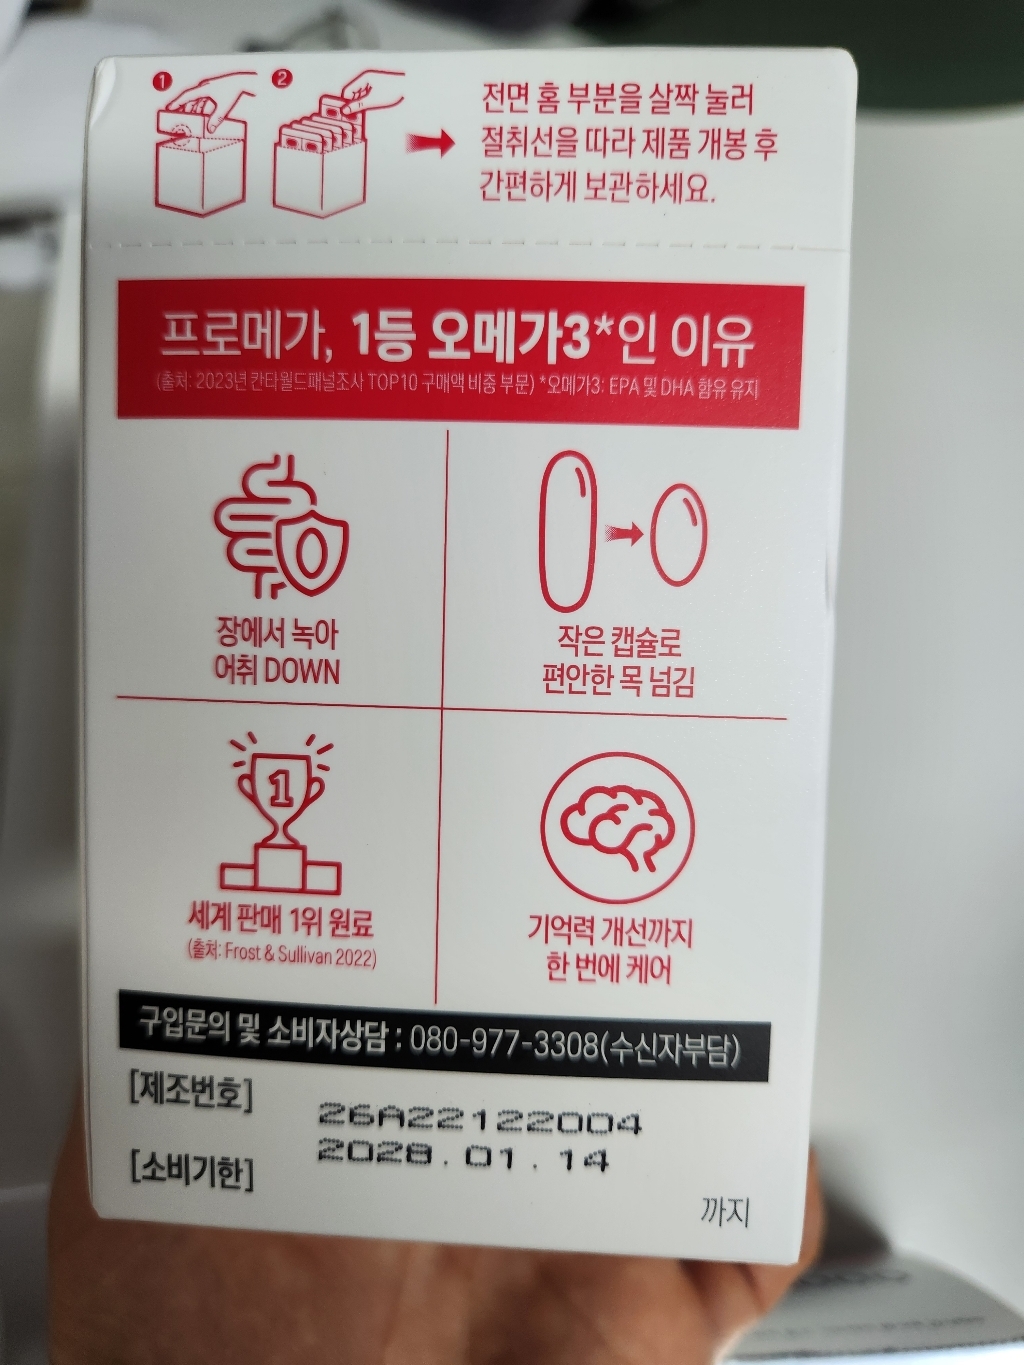 1
2
전면 홈 부분을 살짝 눌러
절취선을 따라 제품 개봉 후
간편하게 보관하세요.
프로메가, 1등 오메가3*인 이유
(출처: 2023년 칸타월드패널조사 TOP10 구매액 비중 부문) *오메가3: EPA 및 DHA 함유 유지
장에서 녹아
어취 DOWN
작은 캡슐로
편안한 목 넘김
1
세계 판매 1위 원료
(출처: Frost & Sullivan 2022)
기억력 개선까지
한 번에 케어
구입문의 및 소비자상담 : 080-977-3308(수신자부담)
[제조번호] 26A22122004
[소비기한] 2028.01.14
까지